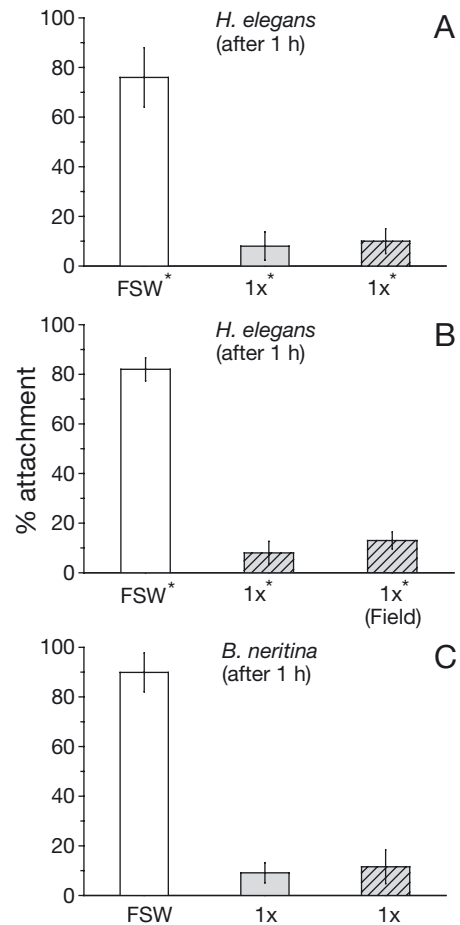 H. elegans
(after 1 h)
A
100
80
60
40
20
0
FSW* 1x* 1x*
H. elegans
(after 1 h)
B
100
80
60
40
20
0
FSW* 1x* 1x*
(Field)
% attachment
B. neritina
(after 1 h)
C
100
80
60
40
20
0
FSW 1x 1x